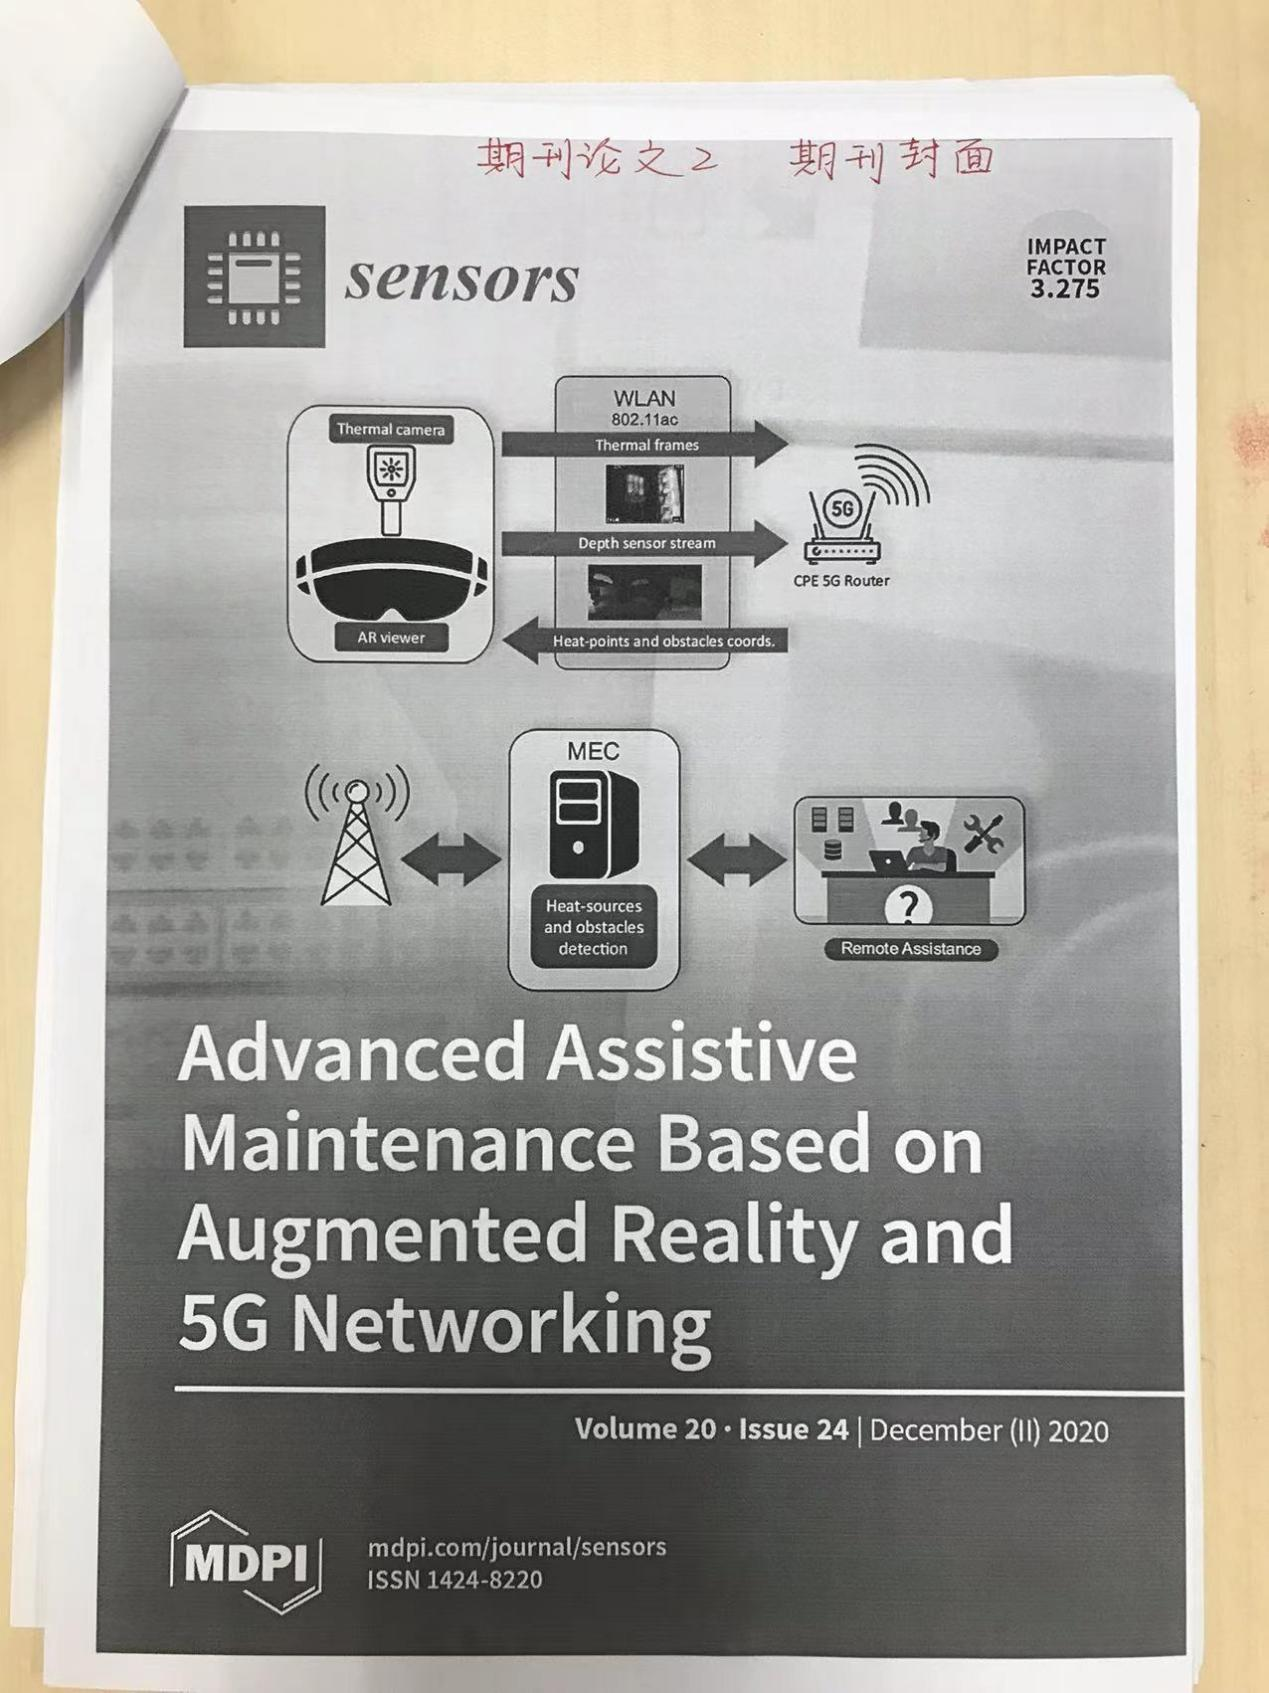 期刊论文2 期刊封面
sensors
IMPACT
FACTOR
3.275
WLAN
802.11ac
Thermal camera
Thermal frames
5G
Depth sensor stream
CPE 5G Router
AR viewer
Heat-points and obstacles coords.
MEC
Heat-sources
and obstacles
detection
?
Remote Assistance
Advanced Assistive
Maintenance Based on
Augmented Reality and
5G Networking
Volume 20 · Issue 24 | December (II) 2020
MDPI
mdpi.com/journal/sensors
ISSN 1424-8220